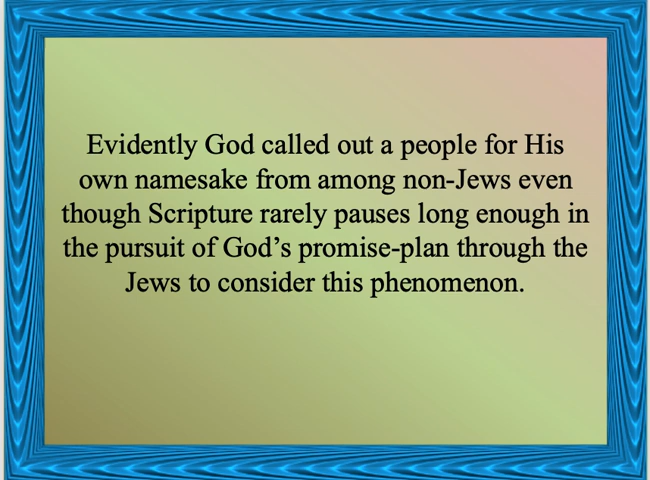 Evidently God called out a people for His
own namesake from among non-Jews even
though Scripture rarely pauses long enough in
the pursuit of God’s promise-plan through the
Jews to consider this phenomenon.